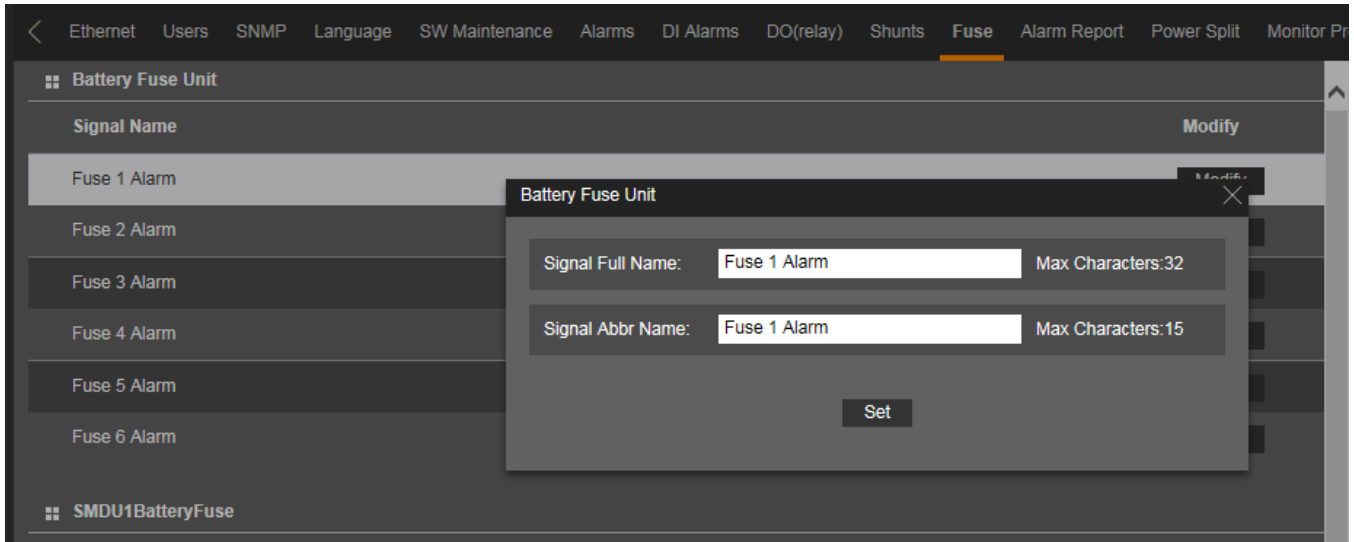 Ethernet Users SNMP Language SW Maintenance Alarms DI Alarms DO(relay) Shunts Fuse Alarm Report Power Split Monitor Pr
Battery Fuse Unit
Signal Name Modify
Fuse 1 Alarm Modify
Fuse 2 Alarm
Fuse 3 Alarm
Fuse 4 Alarm
Fuse 5 Alarm
Fuse 6 Alarm
SMDU1BatteryFuse
Battery Fuse Unit
Signal Full Name: Fuse 1 Alarm Max Characters:32
Signal Abbr Name: Fuse 1 Alarm Max Characters:15
Set